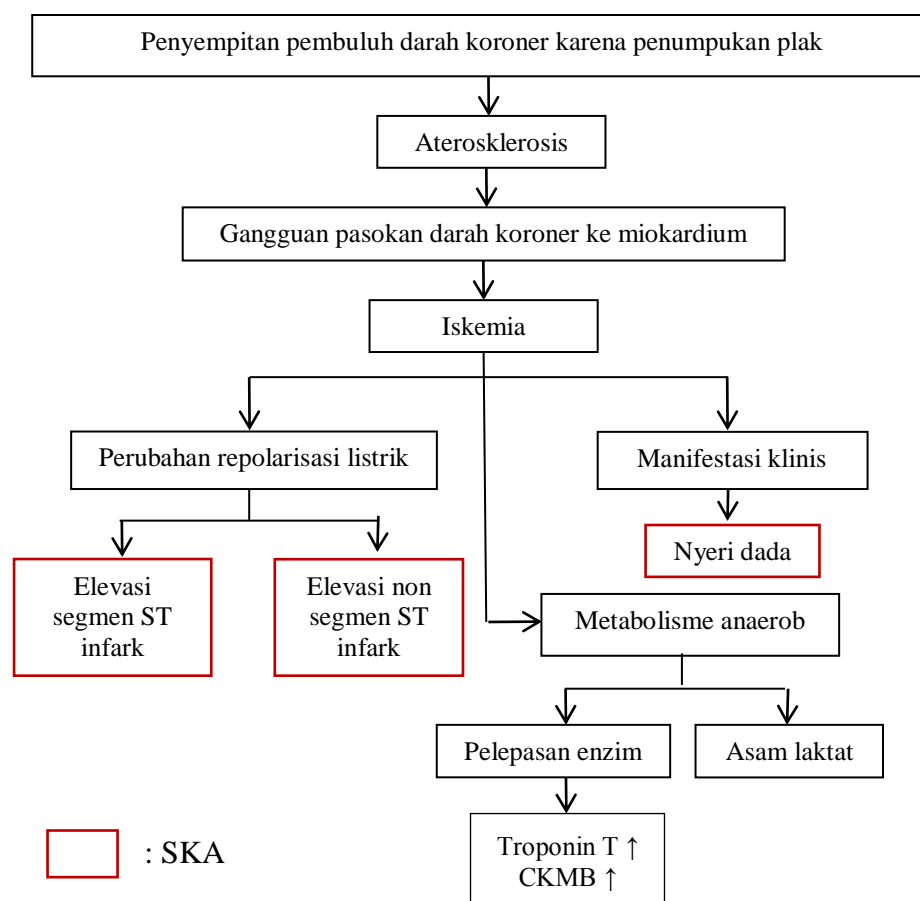 Penyempitan pembuluh darah koroner karena penumpukan plak
Aterosklerosis
Gangguan pasokan darah koroner ke miokardium
Iskemia
Perubahan repolarisasi listrik
Manifestasi klinis
Elevasi
segmen ST
infark
Elevasi non
segmen ST
infark
Nyeri dada
Metabolisme anaerob
Pelepasan enzim
Asam laktat
Troponin T ↑
CKMB ↑
: SKA